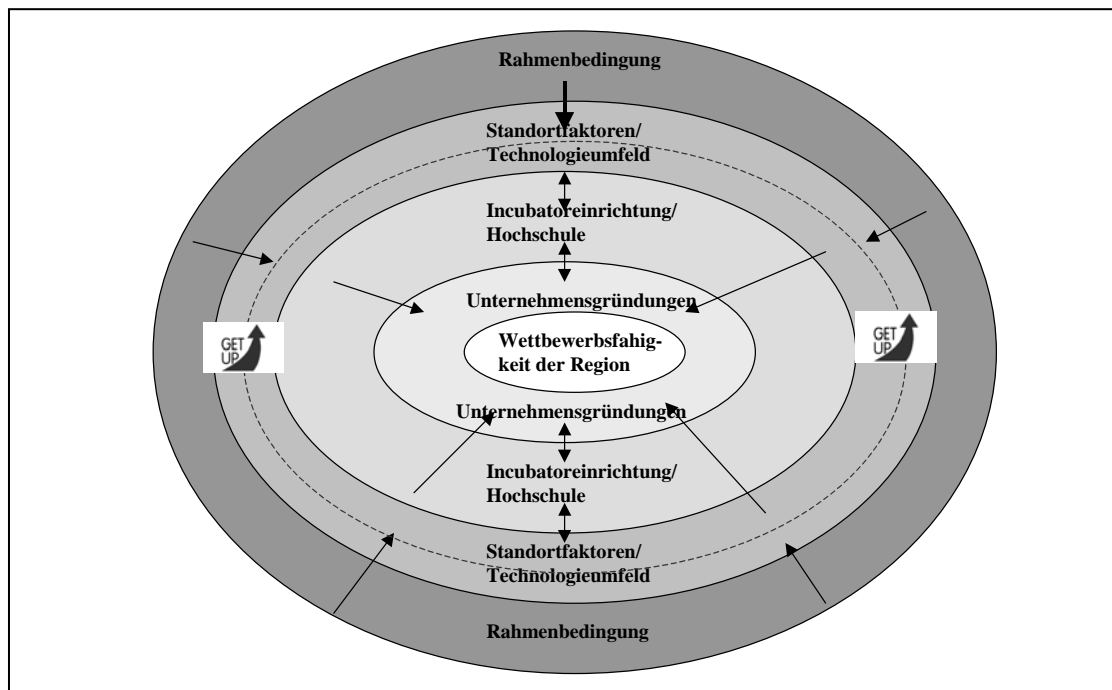 Rahmenbedingung
Standortfaktoren/
Technologieumfeld
Incubatoreinrichtung/
Hochschule
Unternehmensgründungen
Wettbewerbsfahig-
keit der Region
GET
UP
GET
UP
Unternehmensgründungen
Incubatoreinrichtung/
Hochschule
Standortfaktoren/
Technologieumfeld
Rahmenbedingung